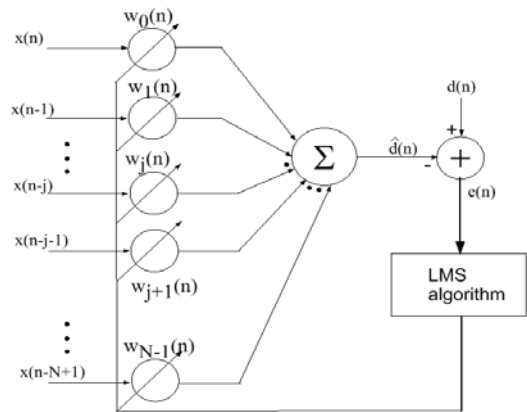 w0(n)
x(n)
w1(n)
x(n-1)
wj(n)
x(n-j)
x(n-j-1)
wj+1(n)
wN-1(n)
x(n-N+1)
Σ
d̂(n)
d(n)
+
-
+
e(n)
LMS
algorithm